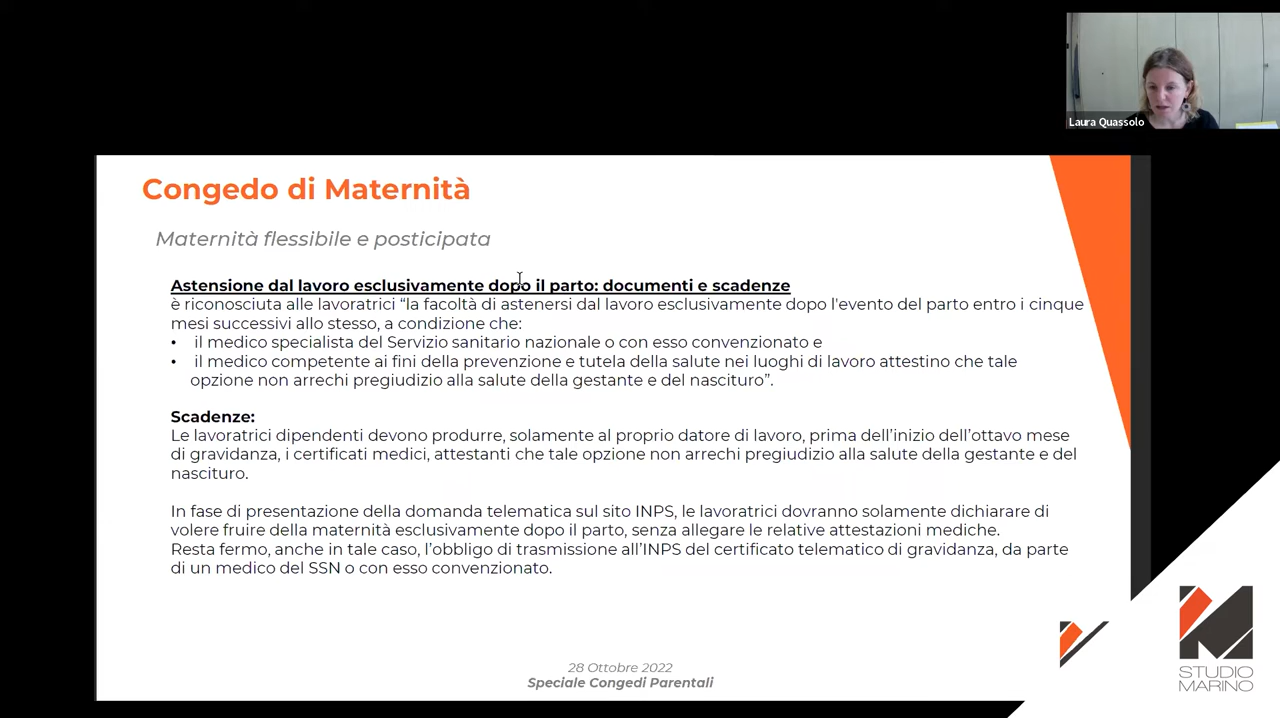 Laura Quassolo
Congedo di Maternità
Maternità flessibile e posticipata
Astensione dal lavoro esclusivamente dopo il parto: documenti e scadenze
è riconosciuta alle lavoratrici “la facoltà di astenersi dal lavoro esclusivamente dopo l'evento del parto entro i cinque
mesi successivi allo stesso, a condizione che:
• il medico specialista del Servizio sanitario nazionale o con esso convenzionato e
• il medico competente ai fini della prevenzione e tutela della salute nei luoghi di lavoro attestino che tale
opzione non arrechi pregiudizio alla salute della gestante e del nascituro”.
Scadenze:
Le lavoratrici dipendenti devono produrre, solamente al proprio datore di lavoro, prima dell’inizio dell’ottavo mese
di gravidanza, i certificati medici, attestanti che tale opzione non arrechi pregiudizio alla salute della gestante e del
nascituro.
In fase di presentazione della domanda telematica sul sito INPS, le lavoratrici dovranno solamente dichiarare di
volere fruire della maternità esclusivamente dopo il parto, senza allegare le relative attestazioni mediche.
Resta fermo, anche in tale caso, l’obbligo di trasmissione all’INPS del certificato telematico di gravidanza, da parte
di un medico del SSN o con esso convenzionato.
28 Ottobre 2022
Speciale Congedi Parentali
STUDIO
MARINO